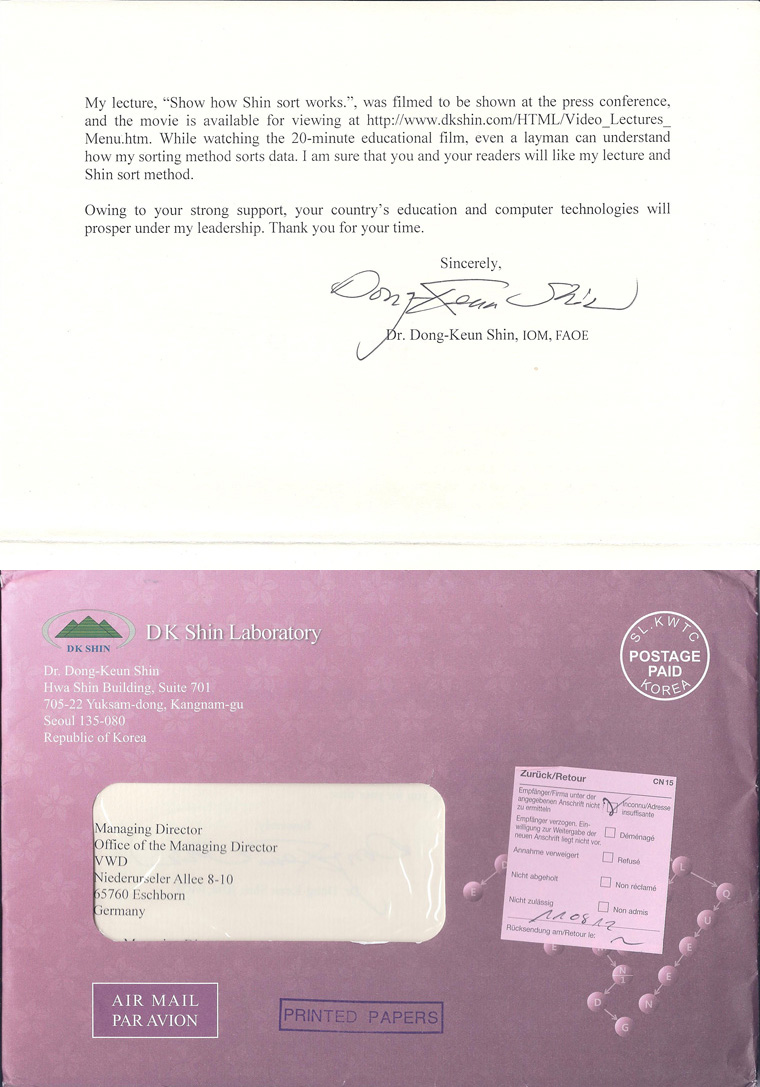 My lecture, “Show how Shin sort works.”, was filmed to be shown at the press conference,
and the movie is available for viewing at http://www.dkshin.com/HTML/Video_Lectures_
Menu.htm. While watching the 20-minute educational film, even a layman can understand
how my sorting method sorts data. I am sure that you and your readers will like my lecture and
Shin sort method.
Owing to your strong support, your country’s education and computer technologies will
prosper under my leadership. Thank you for your time.
Sincerely,
Dong-Keun Shin
Dr. Dong-Keun Shin, IOM, FAOE
DK SHIN
DK Shin Laboratory
Dr. Dong-Keun Shin
Hwa Shin Building, Suite 701
705-22 Yuksam-dong, Kangnam-gu
Seoul 135-080
Republic of Korea
SL.KWTC
POSTAGE
PAID
KOREA
Managing Director
Office of the Managing Director
VWD
Niederurseler Allee 8-10
65760 Eschborn
Germany
Zurück/Retour
CN 15
Empfänger/Firma unter der
angegebenen Anschrift nicht
zu ermitteln
Inconnu/Adresse
insuffisante
Empfänger verzogen. Ein-
willigung zur Weitergabe der
neuen Anschrift liegt nicht vor.
Déménagé
Annahme verweigert
Refusé
Nicht abgeholt
Non réclamé
Nicht zulässig
Non admis
110812
Rücksendung am/Retour le:
E
L
Q
U
E
E
E
N
I
D
N
G
AIR MAIL
PAR AVION
PRINTED PAPERS